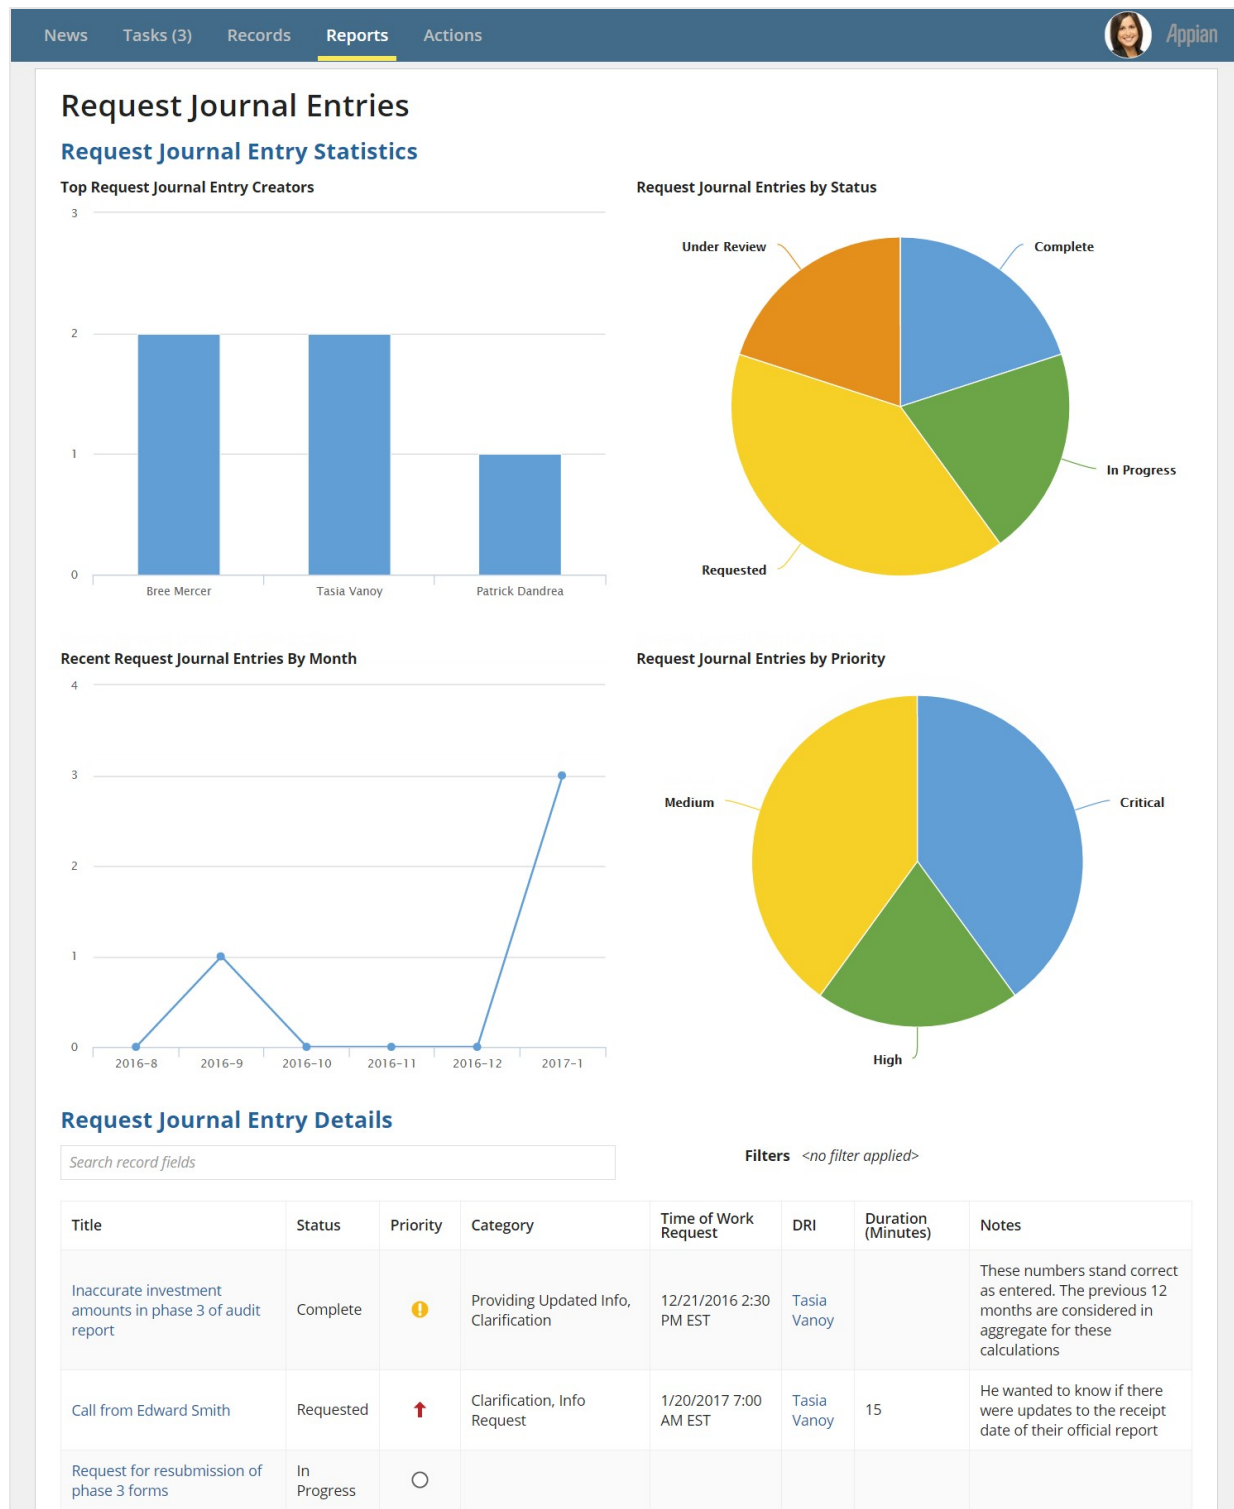 News Tasks (3) Records Reports Actions Appian
Request Journal Entries
Request Journal Entry Statistics
Top Request Journal Entry Creators
3
2
1
0
Bree Mercer Tasia Vanoy Patrick Dandrea
Request Journal Entries by Status
Under Review
Complete
In Progress
Requested
Recent Request Journal Entries By Month
4
3
2
1
0
2016-8 2016-9 2016-10 2016-11 2016-12 2017-1
Request Journal Entries by Priority
Medium
Critical
High
Request Journal Entry Details
Search record fields
Filters <no filter applied>
Title Status Priority Category Time of Work Request DRI Duration (Minutes) Notes
Inaccurate investment
amounts in phase 3 of audit
report
Complete
Providing Updated Info,
Clarification
12/21/2016 2:30
PM EST
Tasia
Vanoy
These numbers stand correct
as entered. The previous 12
months are considered in
aggregate for these
calculations
Call from Edward Smith
Requested
Clarification, Info
Request
1/20/2017 7:00
AM EST
Tasia
Vanoy
15
He wanted to know if there
were updates to the receipt
date of their official report
Request for resubmission of
phase 3 forms
In
Progress